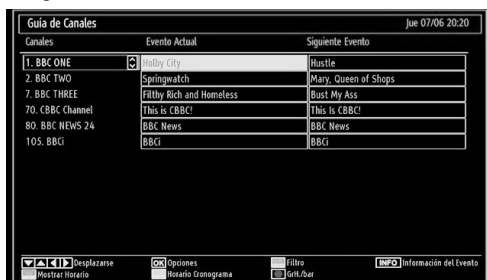 Guía de Canales Jue 07/06 20:20
Canales Evento Actual Siguiente Evento
1. BBC ONE Holby City Hustle
2. BBC TWO Springwatch Mary, Queen of Shops
7. BBC THREE Filthy Rich and Homeless Bust My Ass
70. CBBC Channel This is CBBC! This Is CBBC!
80. BBC NEWS 24 BBC News BBC News
105. BBCi BBCi BBCi
Desplazarse OK Opciones Filtro INFO Información del Evento
Mostrar Horario Horario Cronograma GrH./bar